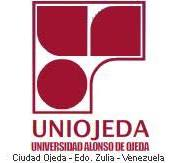 UNIOJEDA
UNIVERSIDAD ALONSO DE OJEDA
Ciudad Ojeda - Edo. Zulia - Venezuela